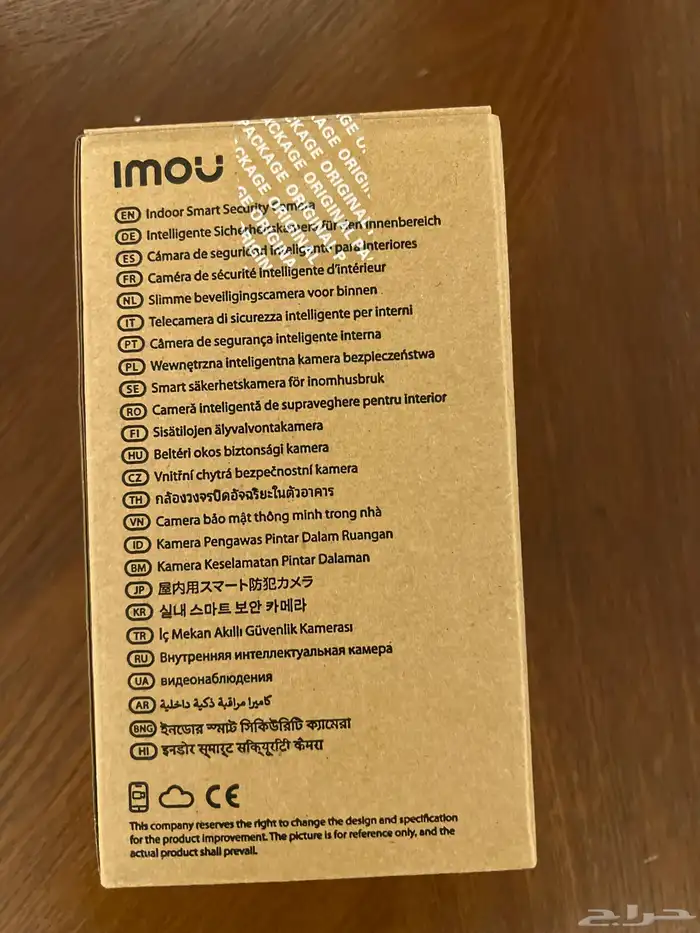 imou
PACKAGE ORIGINAL
EN Indoor Smart Security Camera
DE Intelligente Sicherheitskamera für den Innenbereich
ES Cámara de seguridad inteligente para interiores
FR Caméra de sécurité intelligente d'intérieur
NL Slimme beveiligingscamera voor binnen
IT Telecamera di sicurezza intelligente per interni
PT Câmera de segurança inteligente interna
PL Wewnętrzna inteligentna kamera bezpieczeństwa
SE Smart säkerhetskamera för inomhusbruk
RO Cameră inteligentă de supraveghere pentru interior
FI Sisätilojen älyvalvontakamera
HU Beltéri okos biztonsági kamera
CZ Vnitřní chytrá bezpečnostní kamera
TH กล้องวงจรปิดอัจฉริยะในตัวอาคาร
VN Camera bảo mật thông minh trong nhà
ID Kamera Pengawas Pintar Dalam Ruangan
BM Kamera Keselamatan Pintar Dalaman
JP 屋内用スマート防犯カメラ
KR 실내 스마트 보안 카메라
TR İç Mekan Akıllı Güvenlik Kamerası
RU Внутренняя интеллектуальная камера
UA видеонаблюдения
AR كاميرا مراقبة ذكية داخلية
BNG ইনডোর স্মার্ট সিকিউরিটি ক্যামেরা
HI इनडोर स्मार्ट सिक्यूरिटी कैमरा
CE
This company reserves the right to change the design and specification
for the product improvement. The picture is for reference only, and the
actual product shall prevail.
حراج